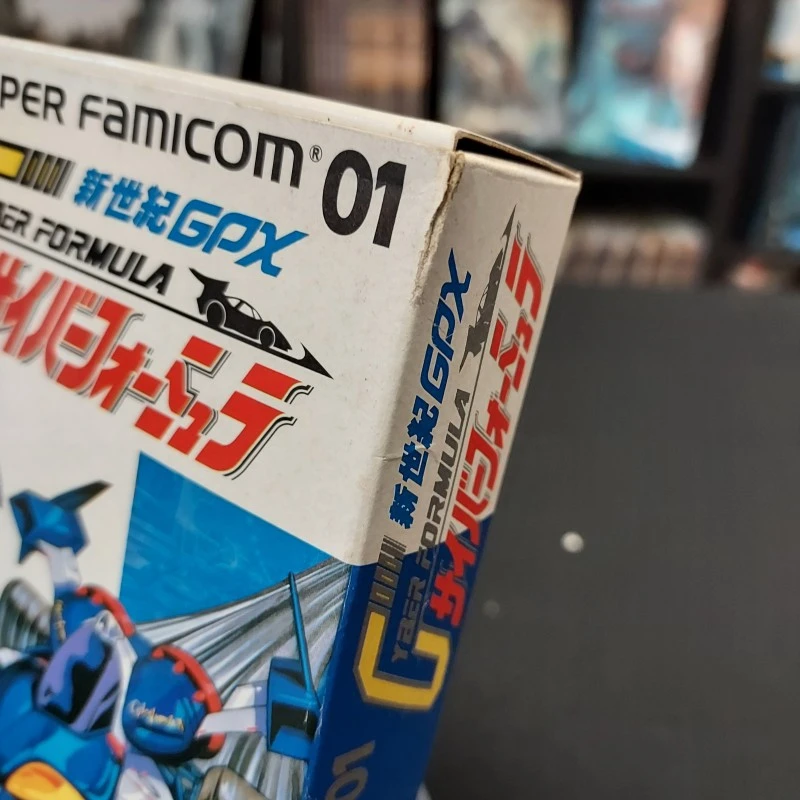 PER FAMICOM® 01
新世紀GPX
BER FORMULA
サイバーフォーミュラ
新世紀GPX
CYBER FORMULA
サイバーフォーミュラ
01